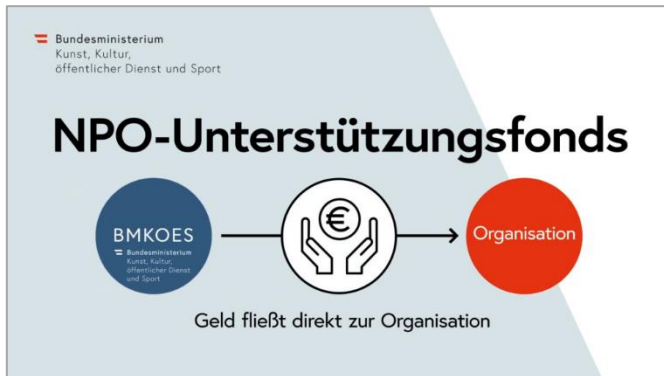 Bundesministerium
Kunst, Kultur,
öffentlicher Dienst und Sport
NPO-Unterstützungsfonds
BMKOES
Bundesministerium
Kunst, Kultur,
öffentlicher Dienst
und Sport
€
Organisation
Geld fließt direkt zur Organisation